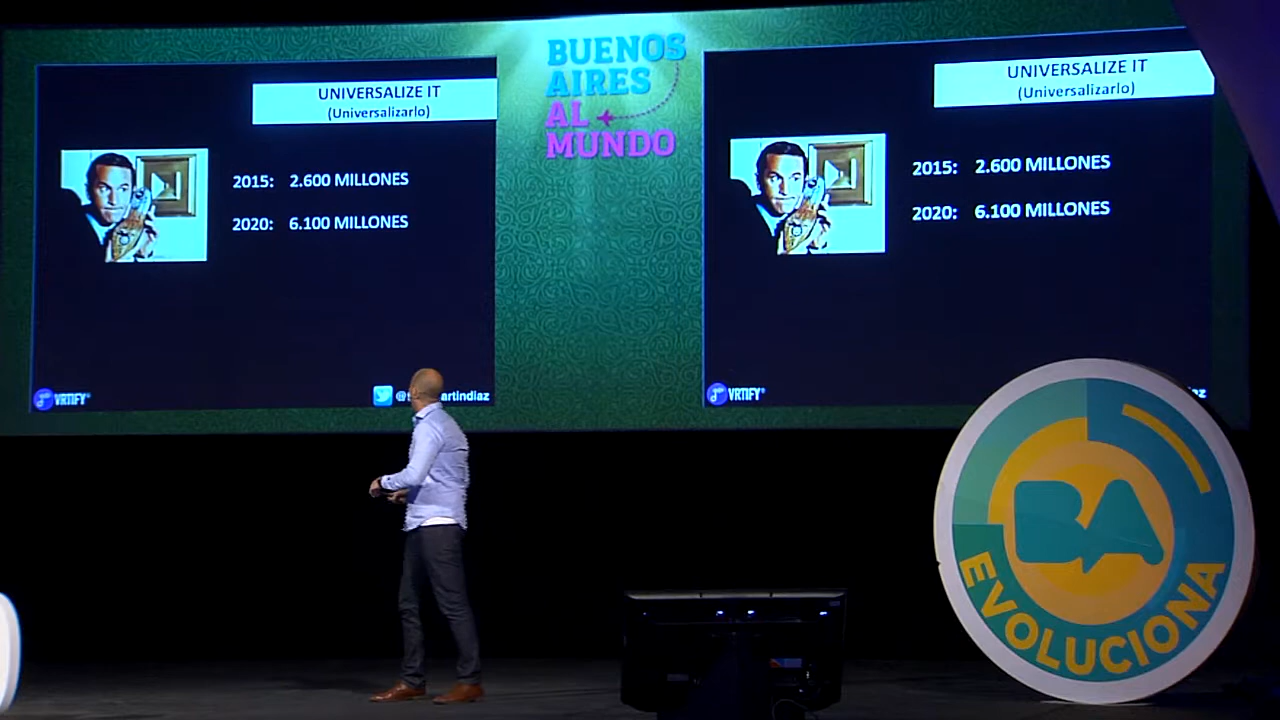 UNIVERSALIZE IT
(Universalizarlo)
2015: 2.600 MILLONES
2020: 6.100 MILLONES
VRTIFY
BUENOS
AIRES
AL
MUNDO
UNIVERSALIZE IT
(Universalizarlo)
2015: 2.600 MILLONES
2020: 6.100 MILLONES
VRTIFY
BA
EVOLUCIONA